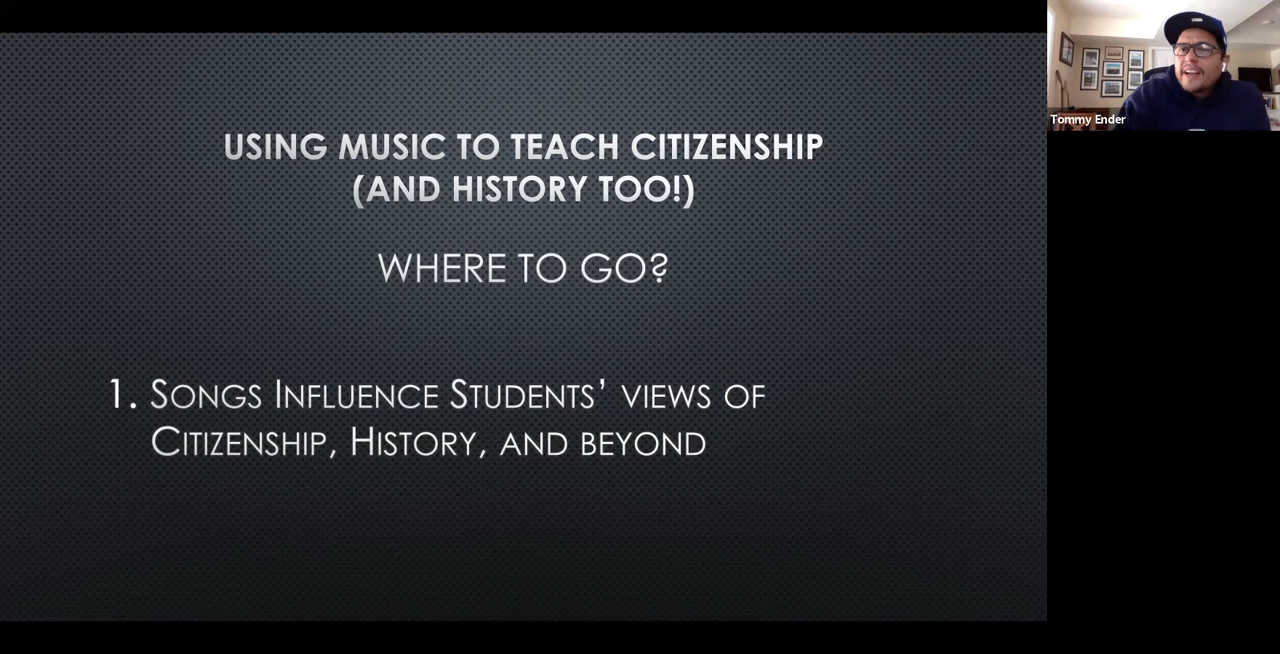 USING MUSIC TO TEACH CITIZENSHIP
(AND HISTORY TOO!)
WHERE TO GO?
1. SONGS INFLUENCE STUDENTS' VIEWS OF
CITIZENSHIP, HISTORY, AND BEYOND
Tommy Ender